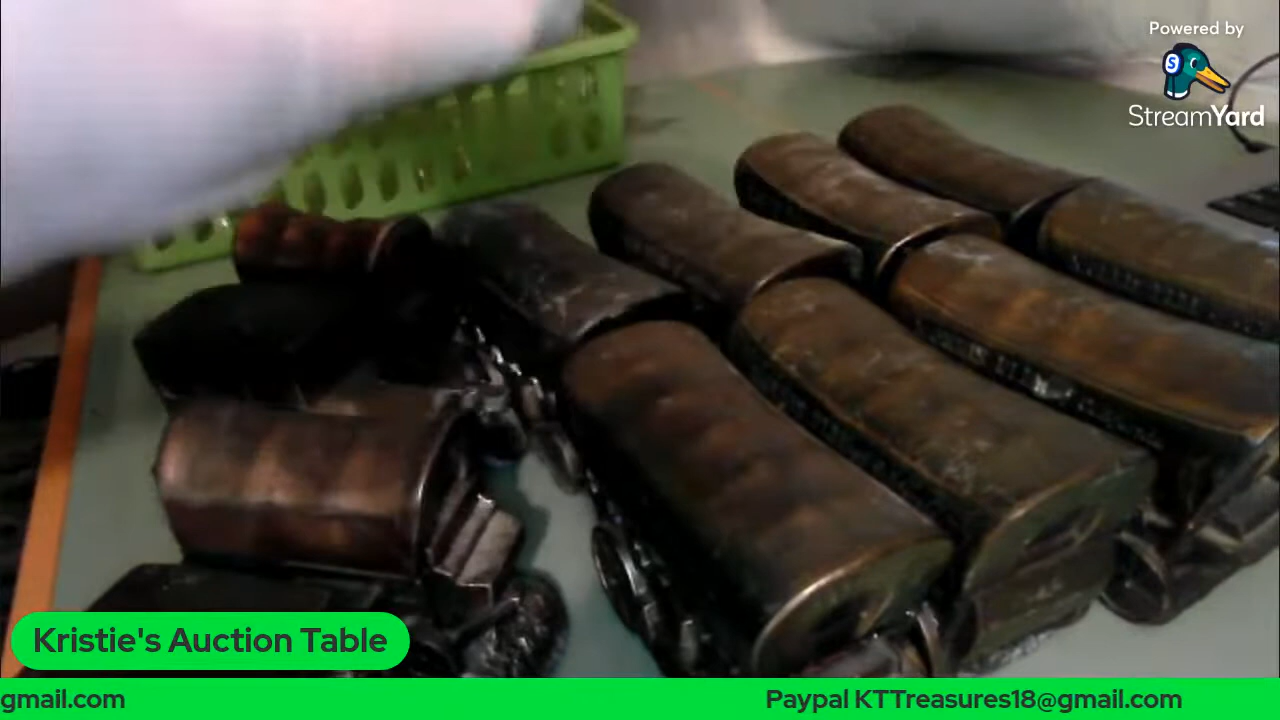 Powered by
StreamYard
Kristie's Auction Table
gmail.com
Paypal KTTreasures18@gmail.com